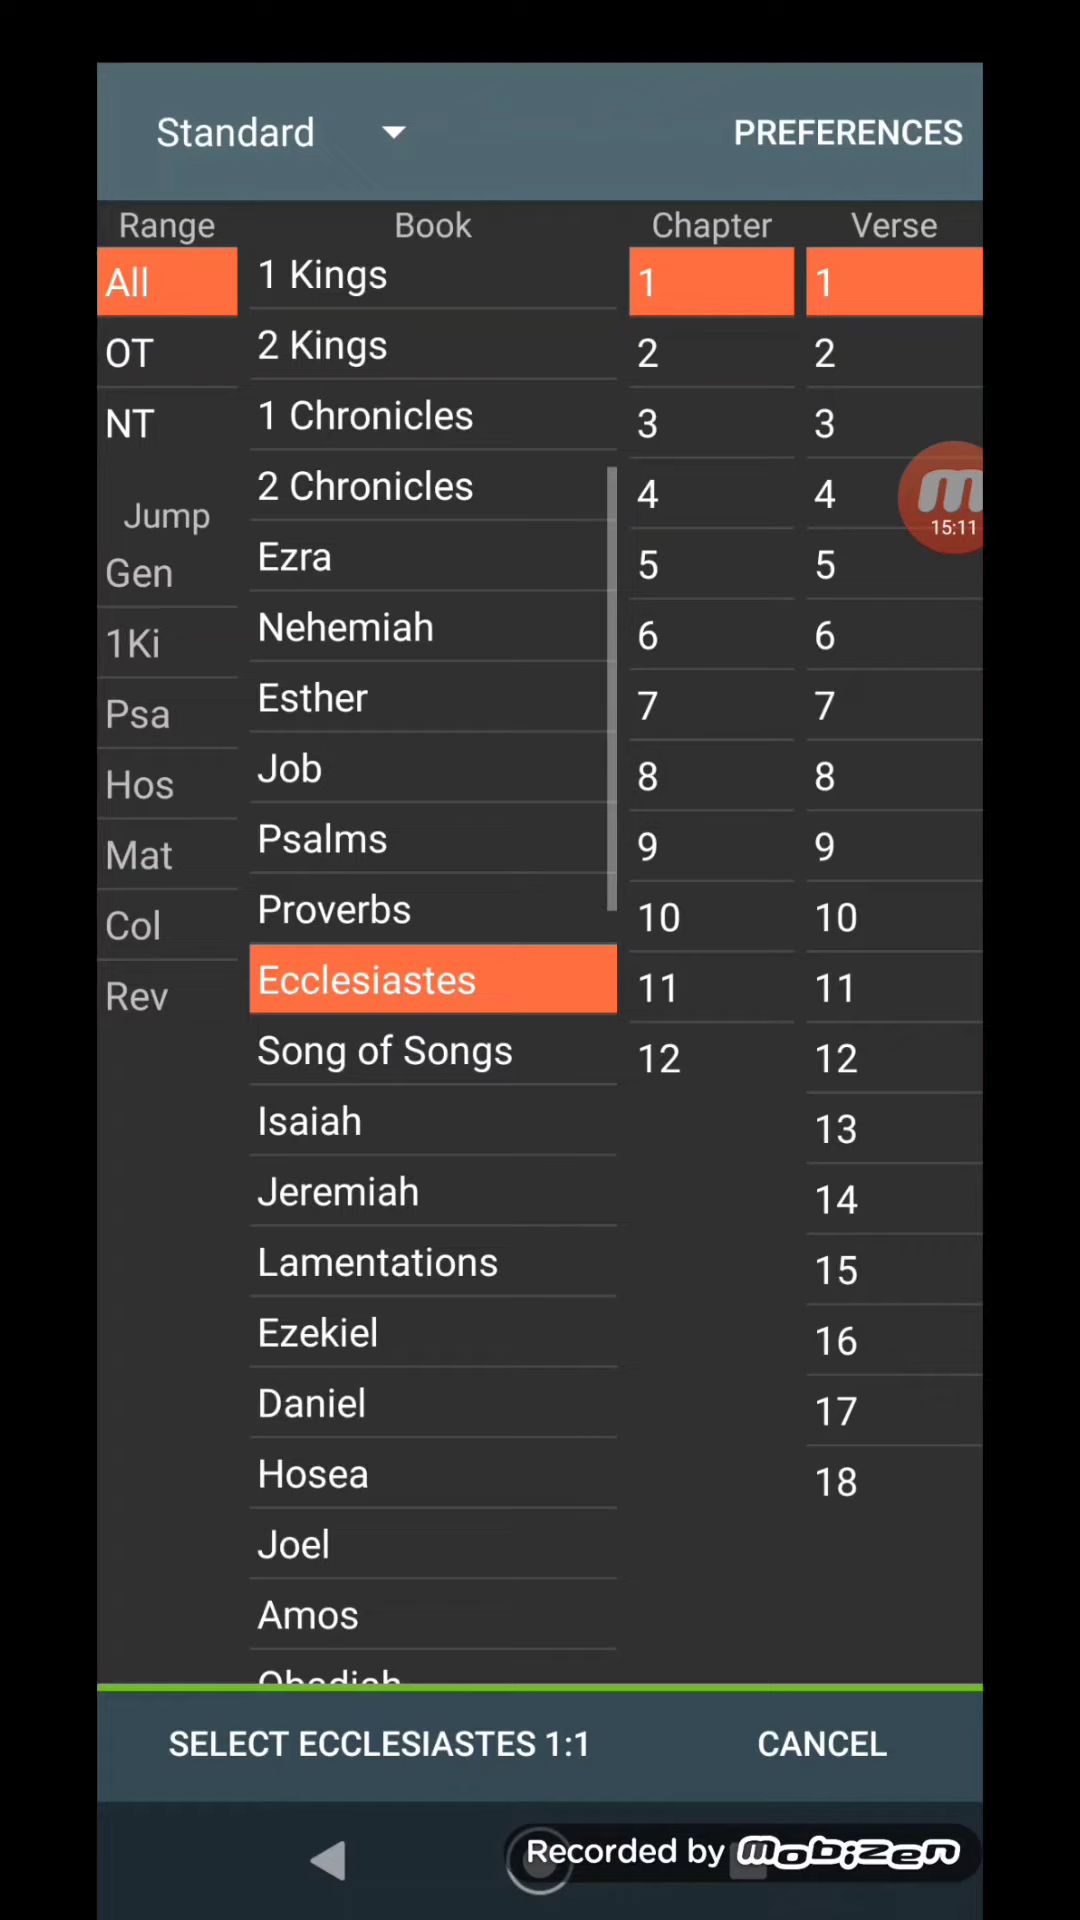 Standard
PREFERENCES
Range
Book
Chapter
Verse
All
OT
NT
Jump
Gen
1Ki
Psa
Hos
Mat
Col
Rev
1 Kings
2 Kings
1 Chronicles
2 Chronicles
Ezra
Nehemiah
Esther
Job
Psalms
Proverbs
Ecclesiastes
Song of Songs
Isaiah
Jeremiah
Lamentations
Ezekiel
Daniel
Hosea
Joel
Amos
Obadiah
1
2
3
4
5
6
7
8
9
10
11
12
1
2
3
4
5
6
7
8
9
10
11
12
13
14
15
16
17
18
m
15:11
SELECT ECCLESIASTES 1:1
CANCEL
Recorded by mobizen